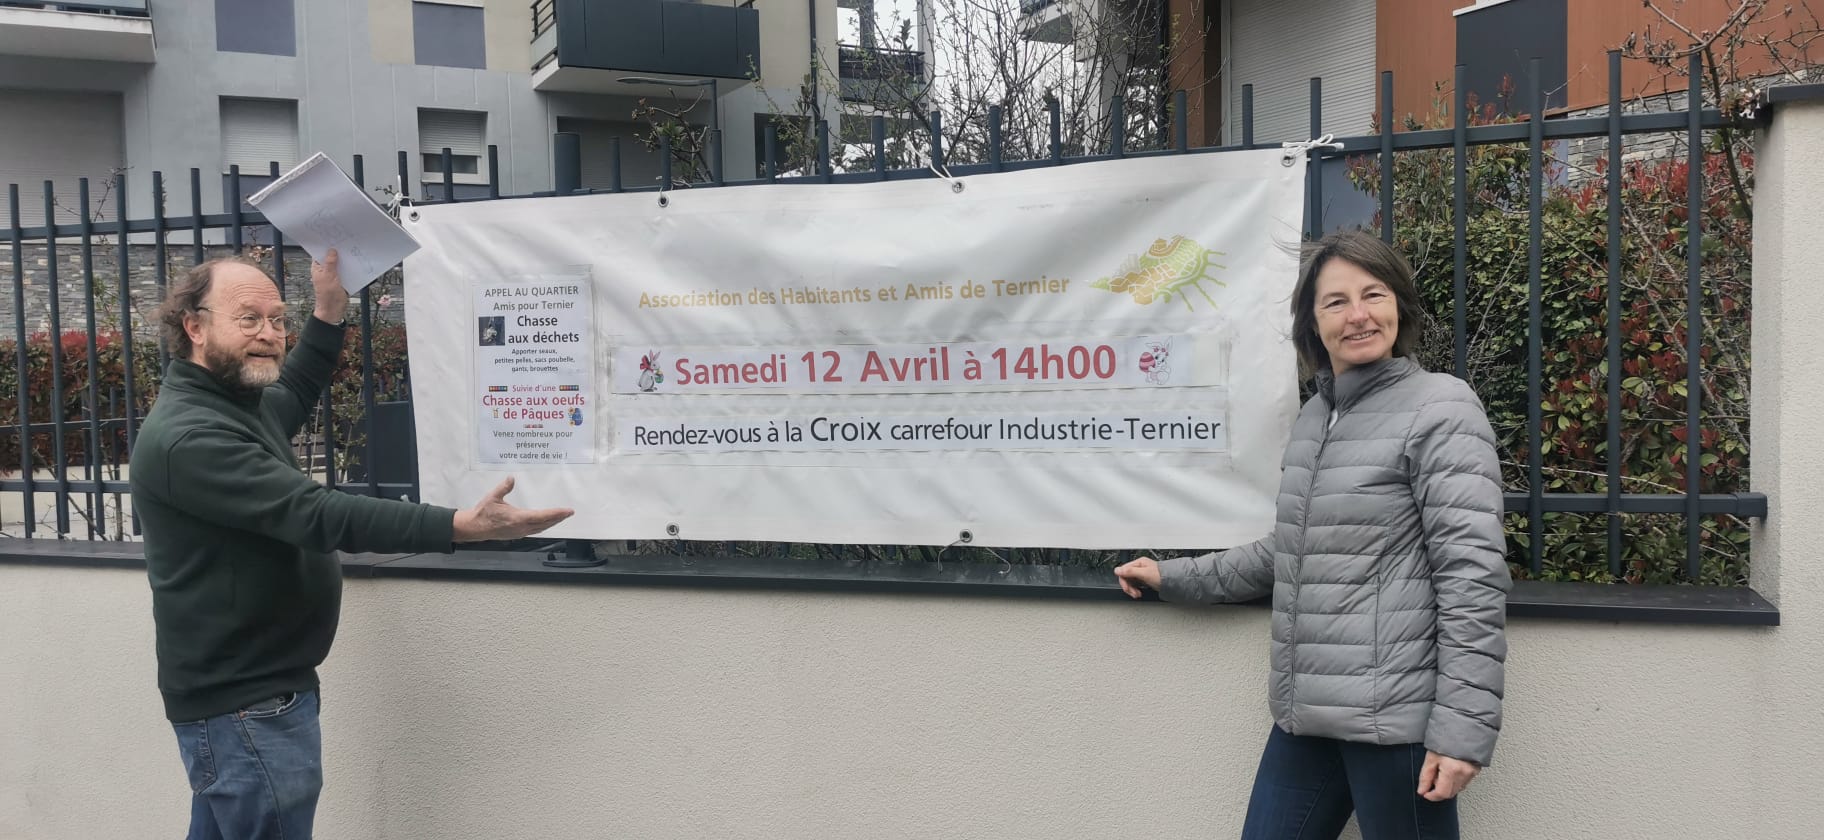 APPEL AU QUARTIER
Amis pour Ternier
Chasse
aux déchets
Apporter seaux,
petites pelles, sacs poubelle,
gants, brouettes
Suivie d'une
Chasse aux oeufs
de Pâques
Venez nombreux pour
préserver
votre cadre de vie !
Association des Habitants et Amis de Ternier
Samedi 12 Avril à 14h00
Rendez-vous à la Croix carrefour Industrie-Ternier